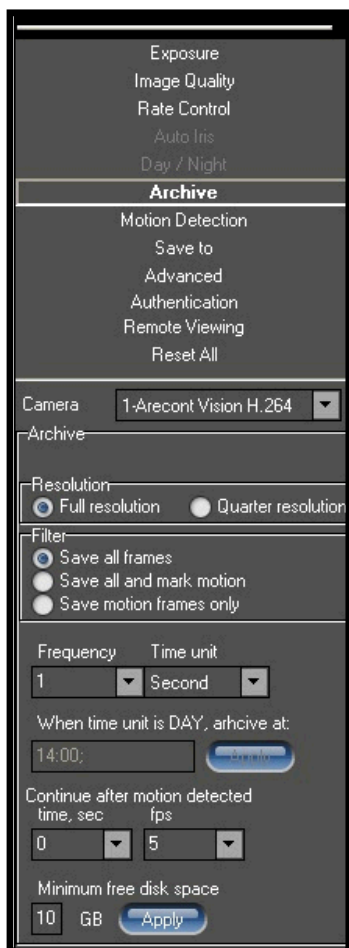 Exposure
Image Quality
Rate Control
Auto Iris
Day / Night
Archive
Motion Detection
Save to
Advanced
Authentication
Remote Viewing
Reset All
Camera 1-Arecont Vision H.264
Archive
Resolution
Full resolution Quarter resolution
Filter
Save all frames
Save all and mark motion
Save motion frames only
Frequency Time unit
1 Second
When time unit is DAY, arhcive at:
14:00; Apply
Continue after motion detected
time, sec fps
0 5
Minimum free disk space
10 GB Apply